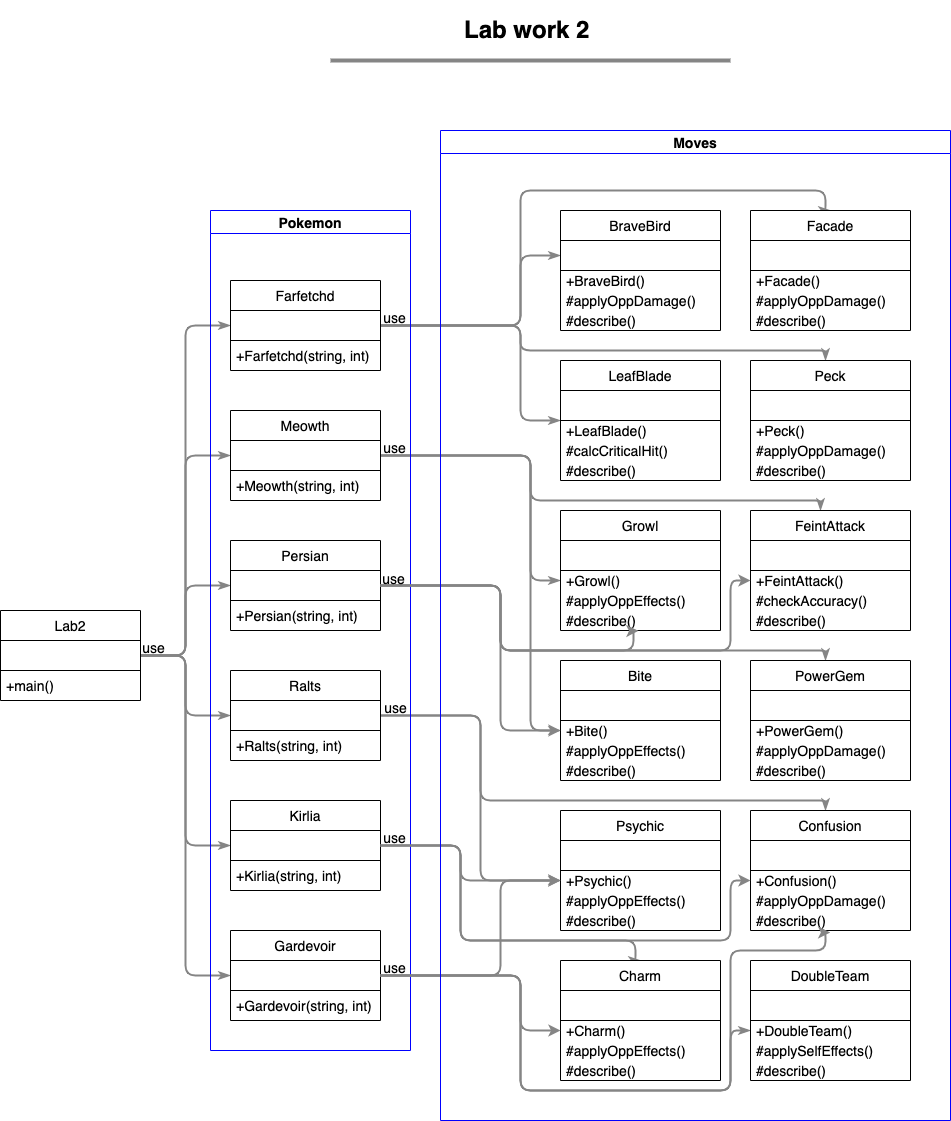 Lab work 2
Moves
Pokemon
Lab2
+main()
use
Farfetchd
+Farfetchd(string, int)
use
Meowth
+Meowth(string, int)
use
Persian
+Persian(string, int)
use
Ralts
+Ralts(string, int)
use
Kirlia
+Kirlia(string, int)
use
Gardevoir
+Gardevoir(string, int)
use
BraveBird
+BraveBird()
#applyOppDamage()
#describe()
Facade
+Facade()
#applyOppDamage()
#describe()
LeafBlade
+LeafBlade()
#calcCriticalHit()
#describe()
Peck
+Peck()
#applyOppDamage()
#describe()
Growl
+Growl()
#applyOppEffects()
#describe()
FeintAttack
+FeintAttack()
#checkAccuracy()
#describe()
Bite
+Bite()
#applyOppEffects()
#describe()
PowerGem
+PowerGem()
#applyOppDamage()
#describe()
Psychic
+Psychic()
#applyOppEffects()
#describe()
Confusion
+Confusion()
#applyOppDamage()
#describe()
Charm
+Charm()
#applyOppEffects()
#describe()
DoubleTeam
+DoubleTeam()
#applySelfEffects()
#describe()